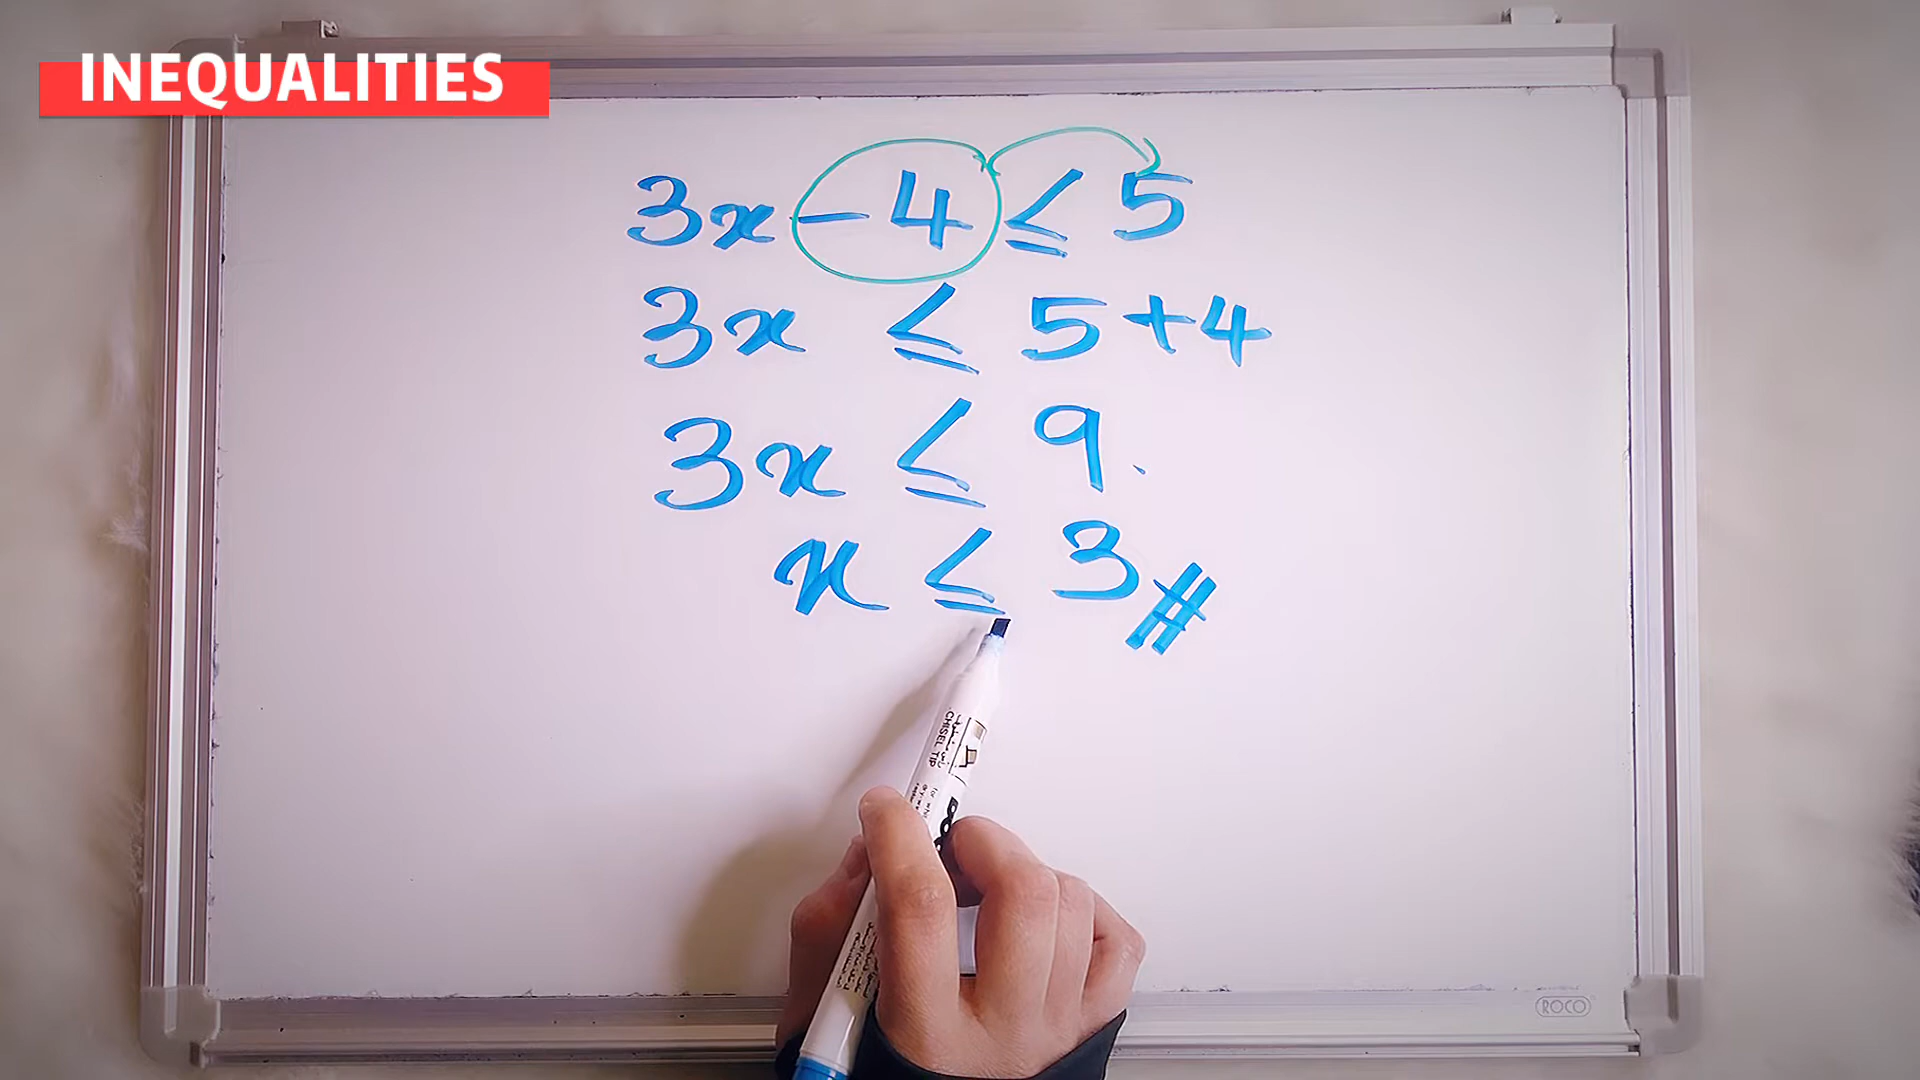 INEQUALITIES
3x - 4 ≤ 5
3x ≤ 5 + 4
3x ≤ 9.
x ≤ 3 #
CHISEL TIP
ROCO